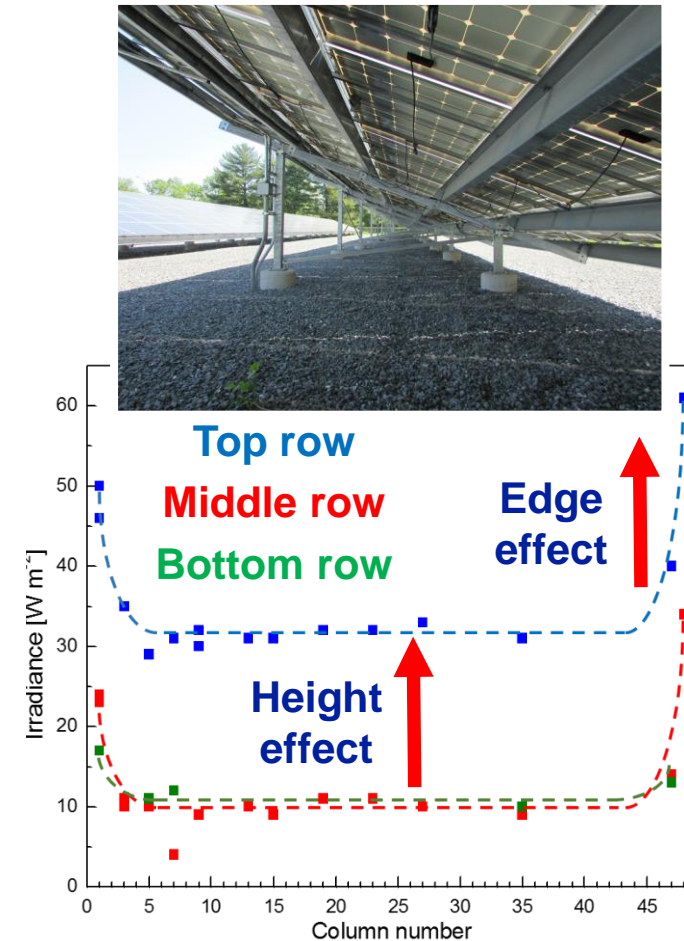 60
50
40
30
20
10
0
Irradiance [W m⁻²]
Top row
Middle row
Bottom row
Edge
effect
Height
effect
0 5 10 15 20 25 30 35 40 45
Column number